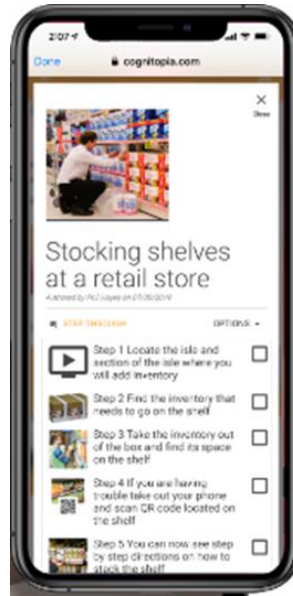 2:07
Done
cognitopia.com
Close
Stocking shelves
at a retail store
STEP THROUGH
OPTIONS
Step 1 Locate the isle and
section of the isle where you
will add inventory
Step 2 Find the inventory that
needs to go on the shelf
Step 3 Take the inventory out
of the box and find its space
on the shelf
Step 4 If you are having
trouble take out your phone
and scan QR code located on
the shelf
Step 5 You can now see step
by step directions on how to
stack the shelf